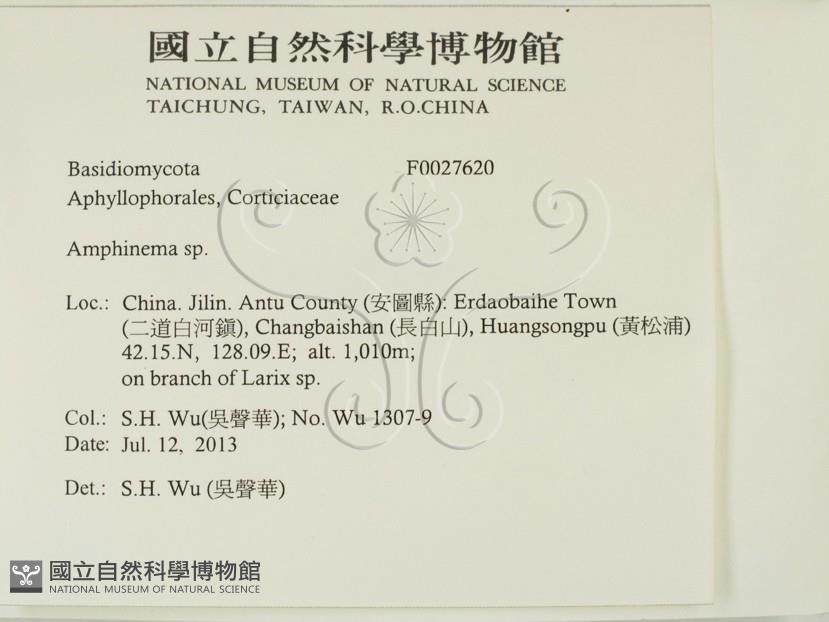 國立自然科學博物館
NATIONAL MUSEUM OF NATURAL SCIENCE
TAICHUNG, TAIWAN, R.O.CHINA
Basidiomycota F0027620
Aphyllophorales, Corticiaceae
Amphinema sp.
Loc.: China. Jilin. Antu County (安圖縣): Erdaobaihe Town
(二道白河鎭), Changbaishan (長白山), Huangsongpu (黃松浦)
42.15.N, 128.09.E; alt. 1,010m;
on branch of Larix sp.
Col.: S.H. Wu(吳聲華); No. Wu 1307-9
Date: Jul. 12, 2013
Det.: S.H. Wu (吳聲華)
國立自然科學博物館
NATIONAL MUSEUM OF NATURAL SCIENCE